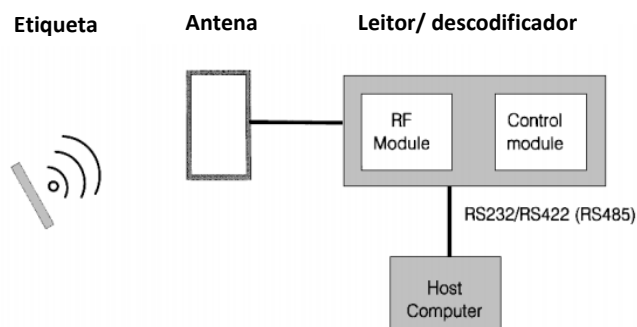 Etiqueta
Antena
Leitor/ descodificador
RF
Module
Control
module
RS232/RS422 (RS485)
Host
Computer